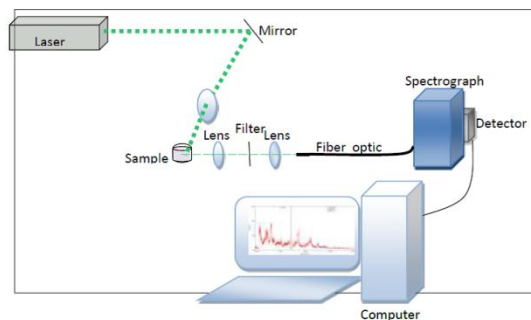 Laser
Mirror
Spectrograph
Detector
Lens
Filter
Lens
Sample
Fiber optic
Computer